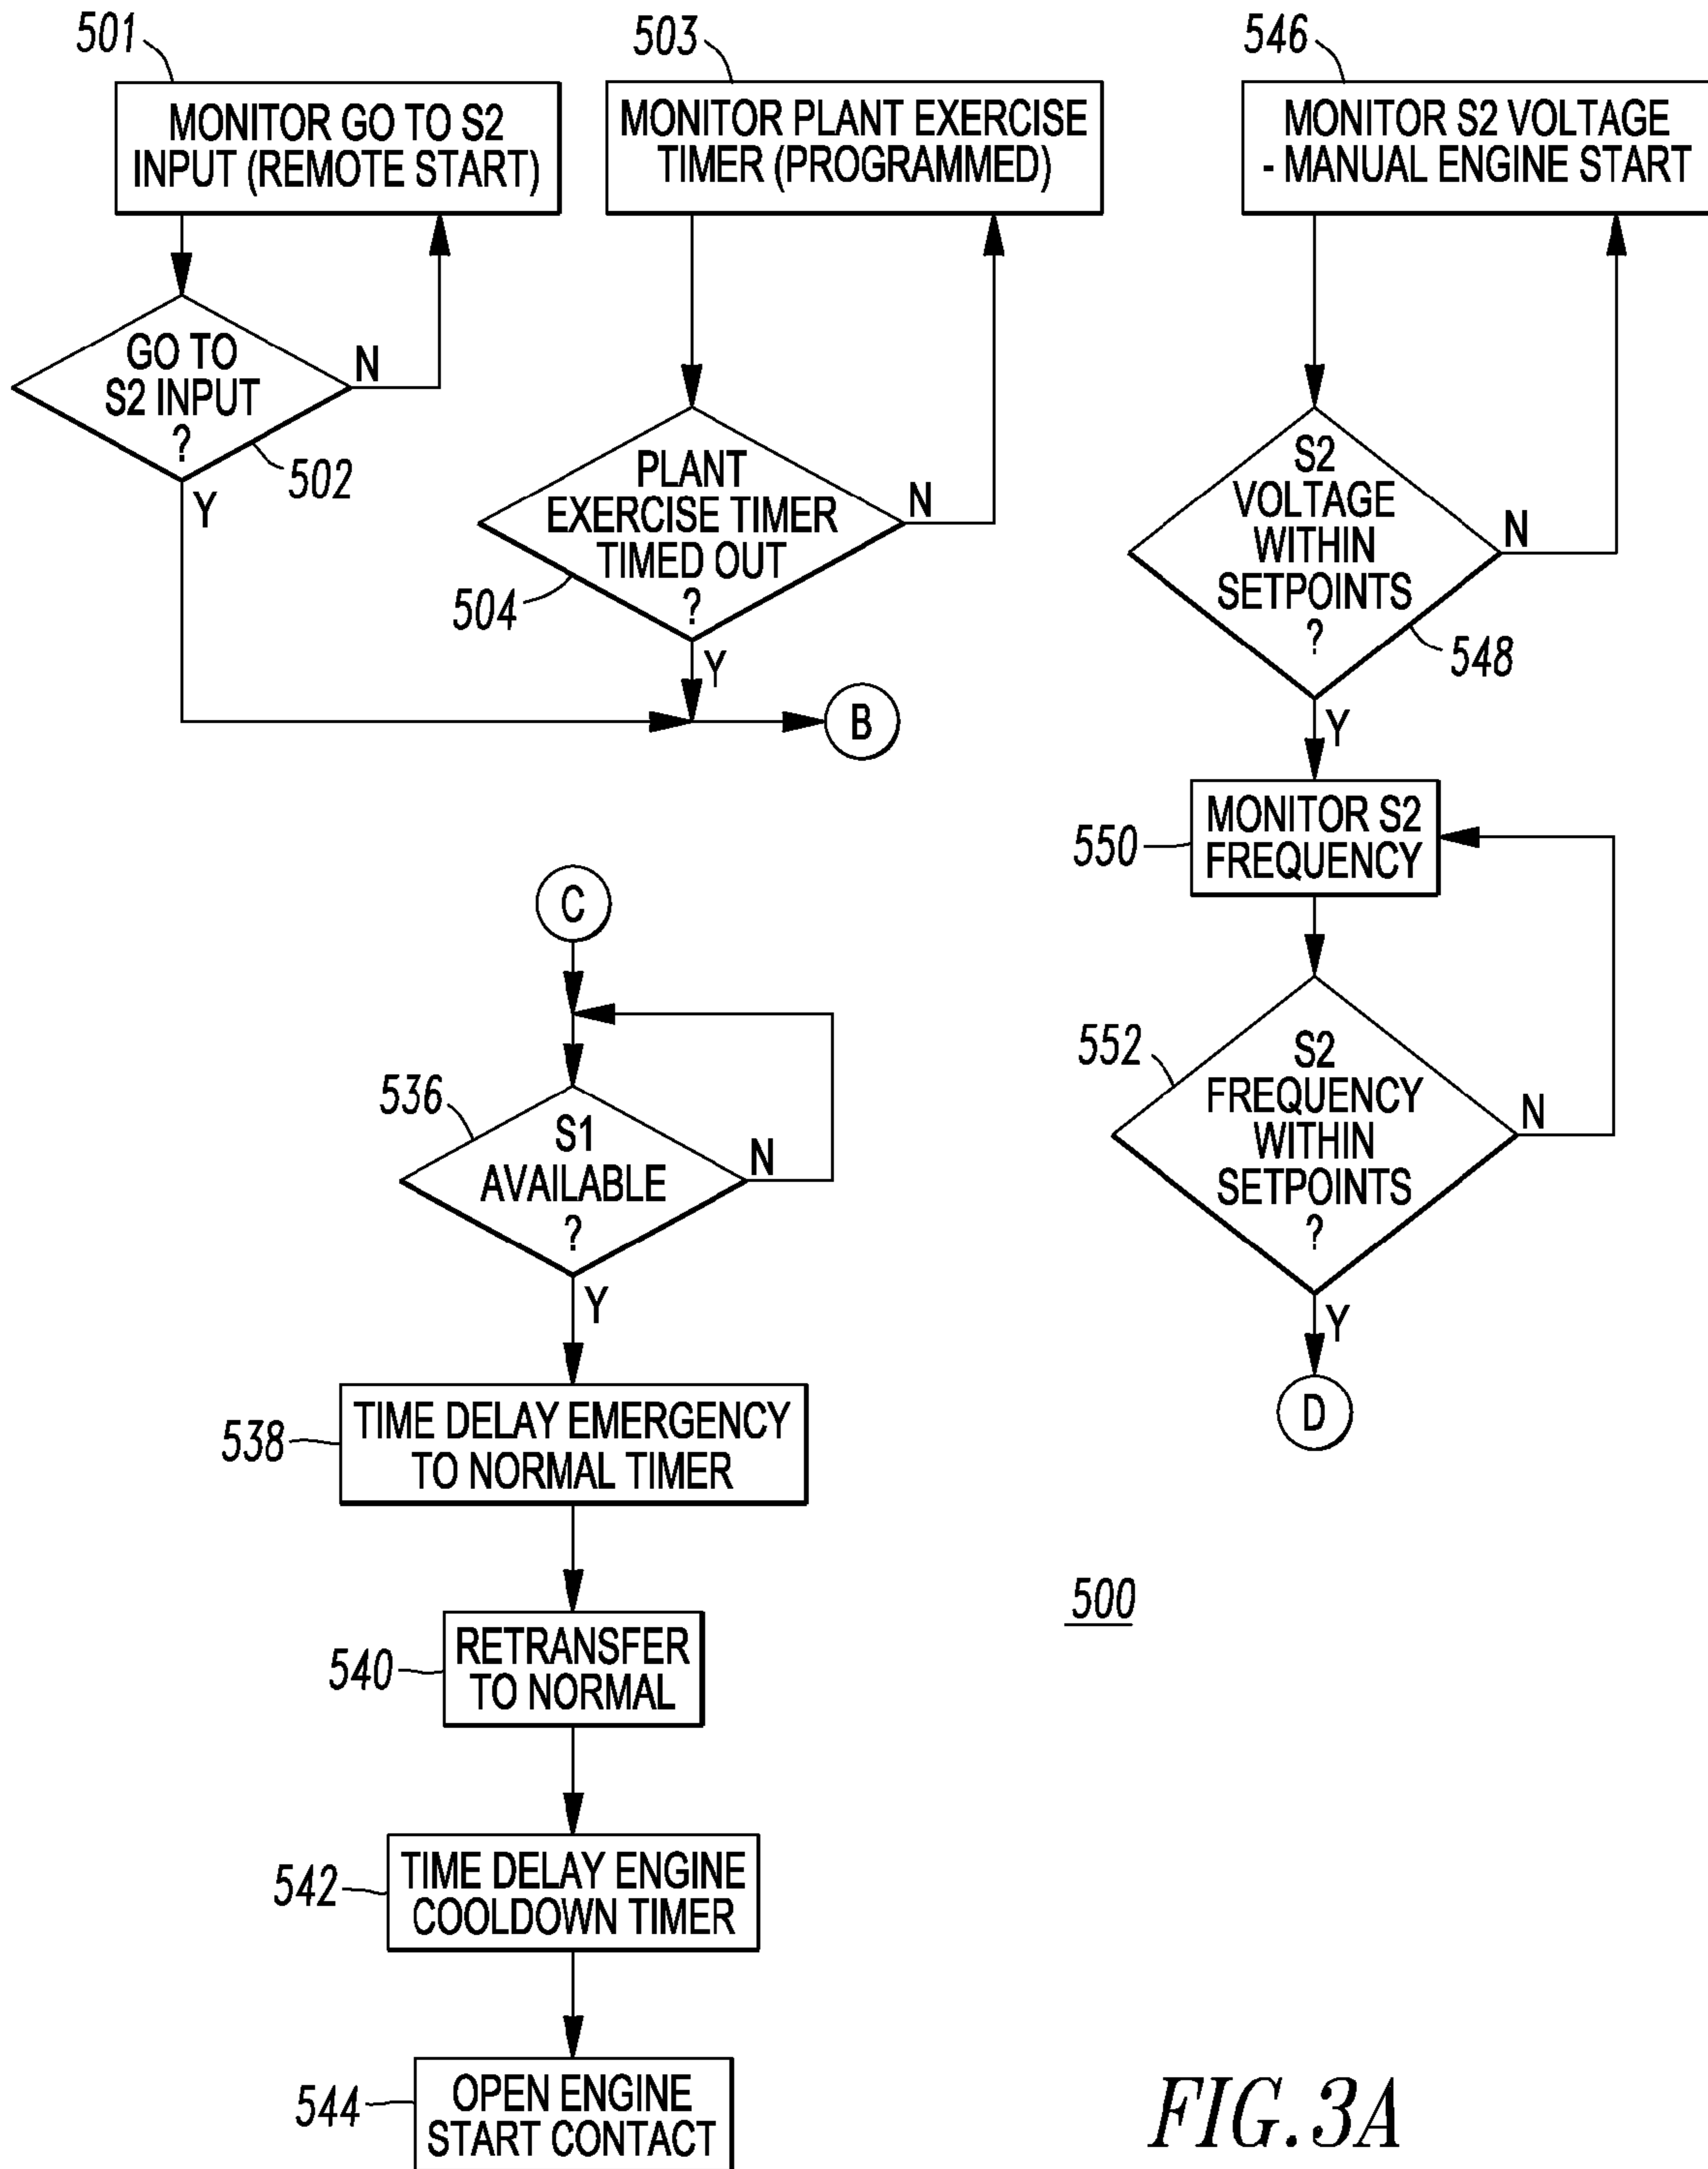 501
MONITOR GO TO S2
INPUT (REMOTE START)
GO TO
S2 INPUT
?
N
502
Y
503
MONITOR PLANT EXERCISE
TIMER (PROGRAMMED)
PLANT
EXERCISE TIMER
TIMED OUT
?
N
504
Y
B
546
MONITOR S2 VOLTAGE
- MANUAL ENGINE START
S2
VOLTAGE
WITHIN
SETPOINTS
?
N
548
Y
550
MONITOR S2
FREQUENCY
552
S2
FREQUENCY
WITHIN
SETPOINTS
?
N
Y
D
C
536
S1
AVAILABLE
?
N
Y
538
TIME DELAY EMERGENCY
TO NORMAL TIMER
540
RETRANSFER
TO NORMAL
542
TIME DELAY ENGINE
COOLDOWN TIMER
544
OPEN ENGINE
START CONTACT
500
FIG. 3A